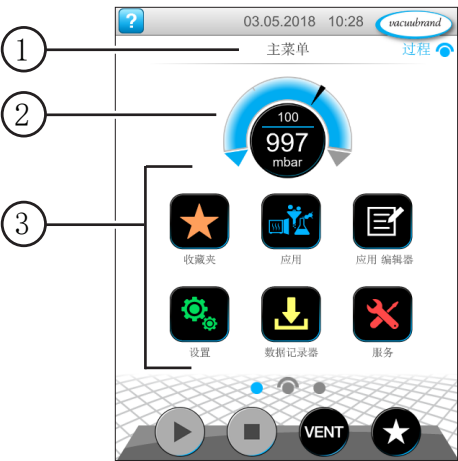 ? 03.05.2018 10:28 vacuubrand
1 主菜单 过程
2
100
997
mbar
3
收藏夹 应用 应用 编辑器
设置 数据记录器 服务
VENT